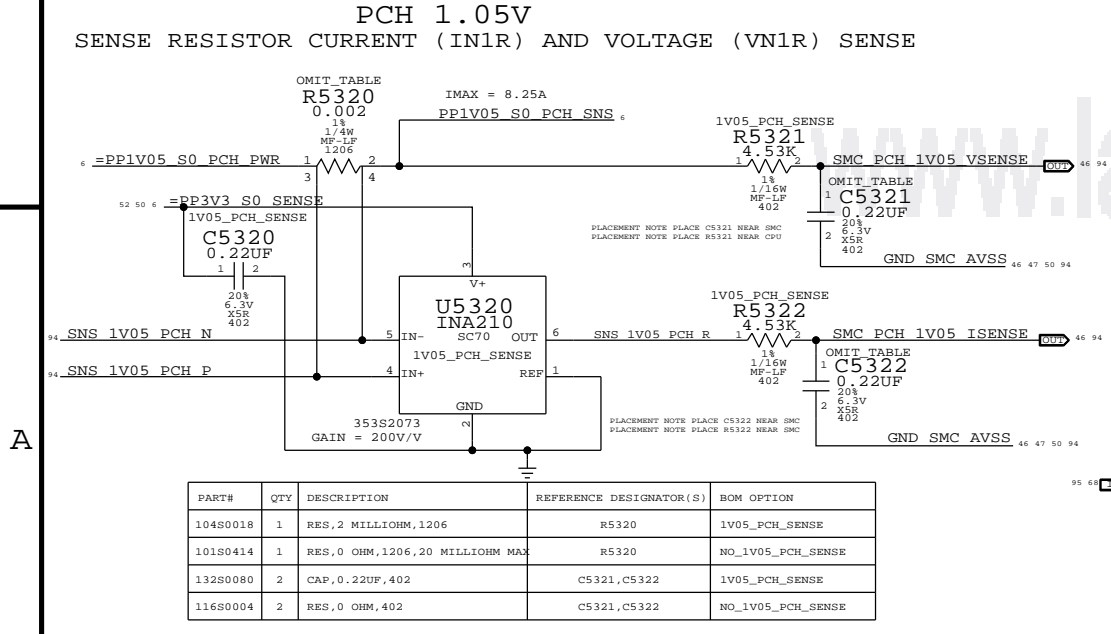 PCH 1.05V
SENSE RESISTOR CURRENT (IN1R) AND VOLTAGE (VN1R) SENSE
OMIT_TABLE
R5320
0.002
1%
1/4W
MF-LF
1206
IMAX = 8.25A
PP1V05_S0_PCH_SNS 6
6 =PP1V05_S0_PCH_PWR 1 2
3 4
1V05_PCH_SENSE
R5321
4.53K
1 2
1%
1/16W
MF-LF
402
SMC_PCH_1V05_VSENSE OUT 46 94
OMIT_TABLE
1 C5321
0.22UF
20%
2 6.3V
X5R
402
GND_SMC_AVSS 46 47 50 94
PLACEMENT_NOTE PLACE C5321 NEAR SMC
PLACEMENT_NOTE PLACE R5321 NEAR CPU
52 50 6 =PP3V3_S0_SENSE
1V05_PCH_SENSE
C5320
0.22UF
1 2
20%
6.3V
X5R
402
3
V+
U5320
INA210
SC70
1V05_PCH_SENSE
5 IN-
4 IN+
OUT 6
REF 1
GND
2
94 SNS_1V05_PCH_N
94 SNS_1V05_PCH_P
353S2073
GAIN = 200V/V
SNS_1V05_PCH_R
1V05_PCH_SENSE
R5322
4.53K
1 2
1%
1/16W
MF-LF
402
SMC_PCH_1V05_ISENSE OUT 46 94
OMIT_TABLE
1 C5322
0.22UF
20%
2 6.3V
X5R
402
GND_SMC_AVSS 46 47 50 94
PLACEMENT_NOTE PLACE C5322 NEAR SMC
PLACEMENT_NOTE PLACE R5322 NEAR SMC
A
95 68
PART# QTY DESCRIPTION REFERENCE DESIGNATOR(S) BOM OPTION
104S0018 1 RES,2 MILLIOHM,1206 R5320 1V05_PCH_SENSE
101S0414 1 RES,0 OHM,1206,20 MILLIOHM MAX R5320 NO_1V05_PCH_SENSE
132S0080 2 CAP,0.22UF,402 C5321,C5322 1V05_PCH_SENSE
116S0004 2 RES,0 OHM,402 C5321,C5322 NO_1V05_PCH_SENSE